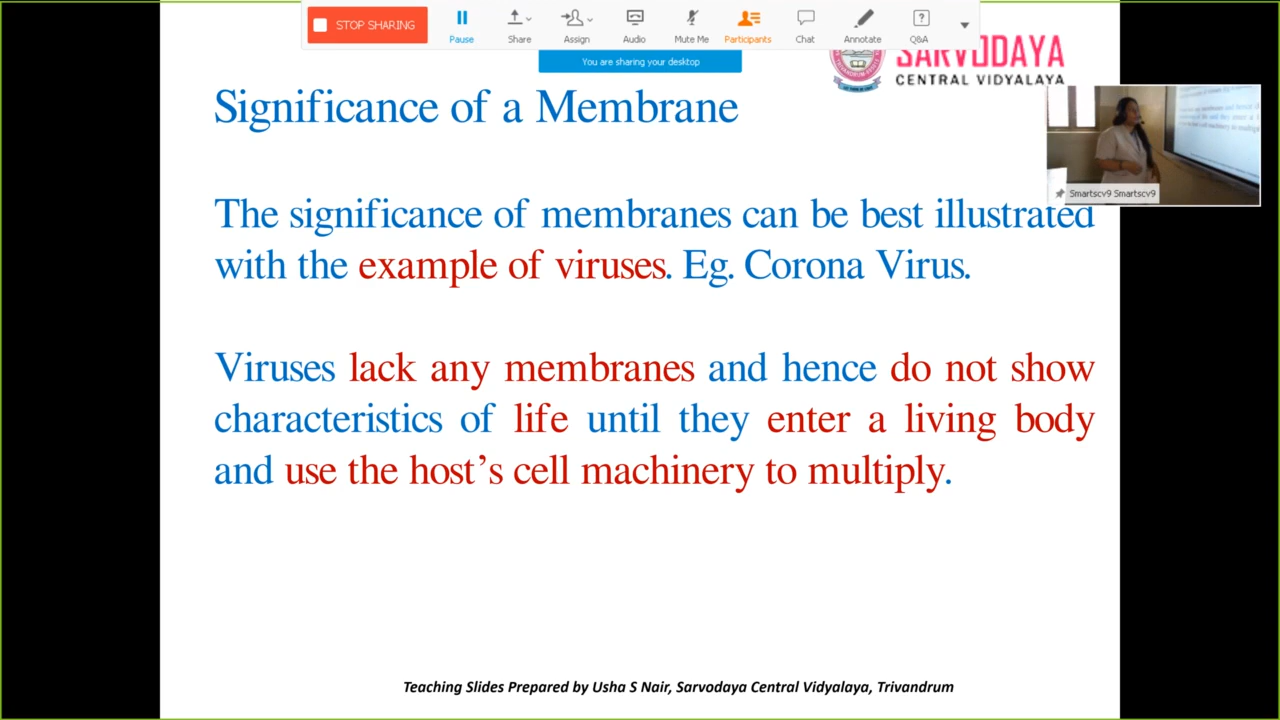 STOP SHARING
Pause
Share
Assign
Audio
Mute Me
Participants
Chat
Annotate
Q&A
You are sharing your desktop
SARVODAYA
CENTRAL VIDYALAYA
Significance of a Membrane
Smartscv9 Smartscv9
The significance of membranes can be best illustrated
with the example of viruses. Eg. Corona Virus.
Viruses lack any membranes and hence do not show
characteristics of life until they enter a living body
and use the host’s cell machinery to multiply.
Teaching Slides Prepared by Usha S Nair, Sarvodaya Central Vidyalaya, Trivandrum